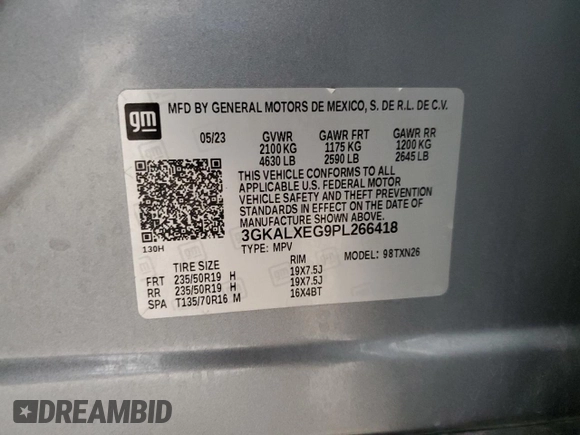 gm
MFD BY GENERAL MOTORS DE MEXICO, S. DE R.L. DE C.V.
05/23 GVWR GAWR FRT GAWR RR
2100 KG 1175 KG 1200 KG
4630 LB 2590 LB 2645 LB
THIS VEHICLE CONFORMS TO ALL
APPLICABLE U.S. FEDERAL MOTOR
VEHICLE SAFETY AND THEFT PREVENTION
STANDARDS IN EFFECT ON THE DATE OF
MANUFACTURE SHOWN ABOVE.
3GKALXEG9PL266418
130H
TYPE: MPV MODEL: 98TXN26
TIRE SIZE RIM
FRT 235/50R19 H 19X7.5J
RR 235/50R19 H 19X7.5J
SPA T135/70R16 M 16X4BT
DREAMBID